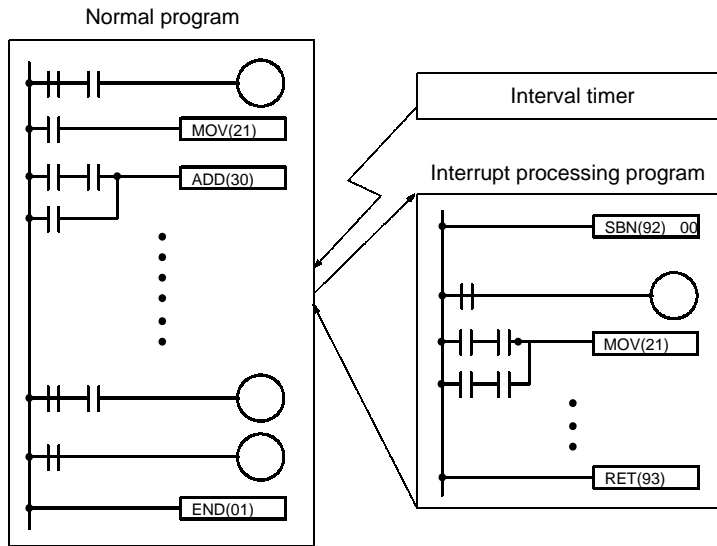 Normal program
MOV(21)
ADD(30)
END(01)
Interval timer
Interrupt processing program
SBN(92) 00
MOV(21)
RET(93)